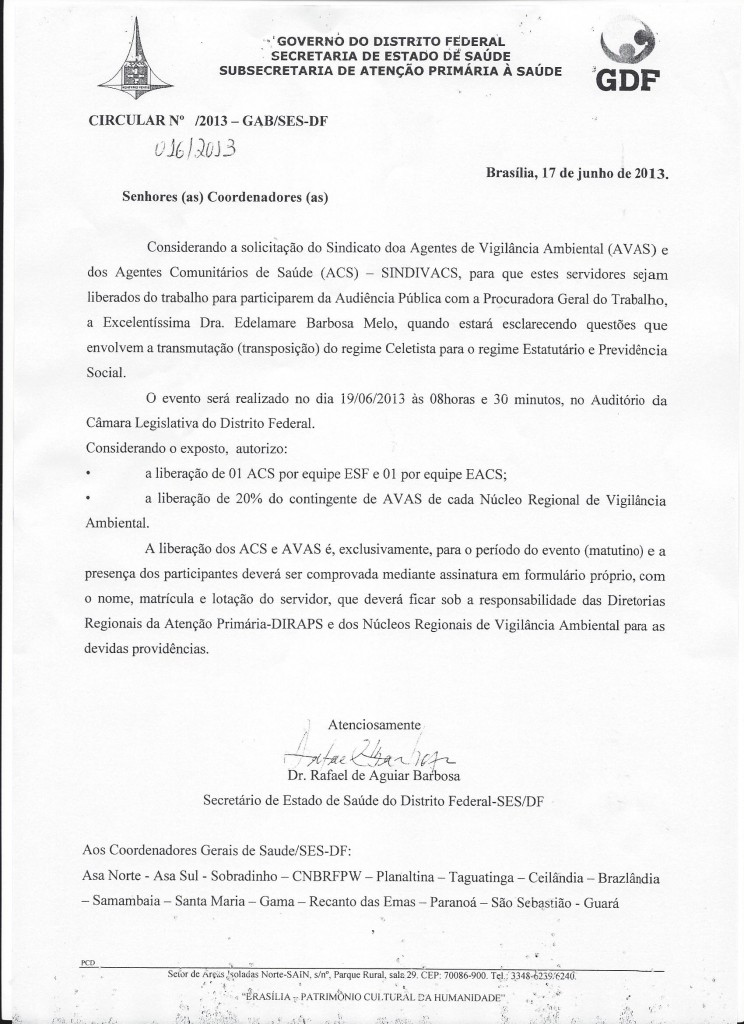 GOVERNO DO DISTRITO FEDERAL
SECRETARIA DE ESTADO DE SAÚDE
SUBSECRETARIA DE ATENÇÃO PRIMÁRIA À SAÚDE
GDF
CIRCULAR Nº /2013 – GAB/SES-DF
016/2013
Brasília, 17 de junho de 2013.
Senhores (as) Coordenadores (as)
Considerando a solicitação do Sindicato doa Agentes de Vigilância Ambiental (AVAS) e
dos Agentes Comunitários de Saúde (ACS) – SINDIVACS, para que estes servidores sejam
liberados do trabalho para participarem da Audiência Pública com a Procuradora Geral do Trabalho,
a Excelentíssima Dra. Edelamare Barbosa Melo, quando estará esclarecendo questões que
envolvem a transmutação (transposição) do regime Celetista para o regime Estatutário e Previdência
Social.
O evento será realizado no dia 19/06/2013 às 08horas e 30 minutos, no Auditório da
Câmara Legislativa do Distrito Federal.
Considerando o exposto, autorizo:
• a liberação de 01 ACS por equipe ESF e 01 por equipe EACS;
• a liberação de 20% do contingente de AVAS de cada Núcleo Regional de Vigilância
Ambiental.
A liberação dos ACS e AVAS é, exclusivamente, para o período do evento (matutino) e a
presença dos participantes deverá ser comprovada mediante assinatura em formulário próprio, com
o nome, matrícula e lotação do servidor, que deverá ficar sob a responsabilidade das Diretorias
Regionais da Atenção Primária-DIRAPS e dos Núcleos Regionais de Vigilância Ambiental para as
devidas providências.
Atenciosamente
Rafael Barbosa
Dr. Rafael de Aguiar Barbosa
Secretário de Estado de Saúde do Distrito Federal-SES/DF
Aos Coordenadores Gerais de Saude/SES-DF:
Asa Norte - Asa Sul - Sobradinho – CNBRFPW – Planaltina – Taguatinga – Ceilândia – Brazlândia
– Samambaia – Santa Maria – Gama – Recanto das Emas – Paranoá – São Sebastião - Guará
PCD
Setor de Áreas Isoladas Norte-SAIN, s/nº, Parque Rural, sala 29. CEP: 70086-900. Tel.: 3348-6239/6240.
"BRASÍLIA – PATRIMÔNIO CULTURAL DA HUMANIDADE"